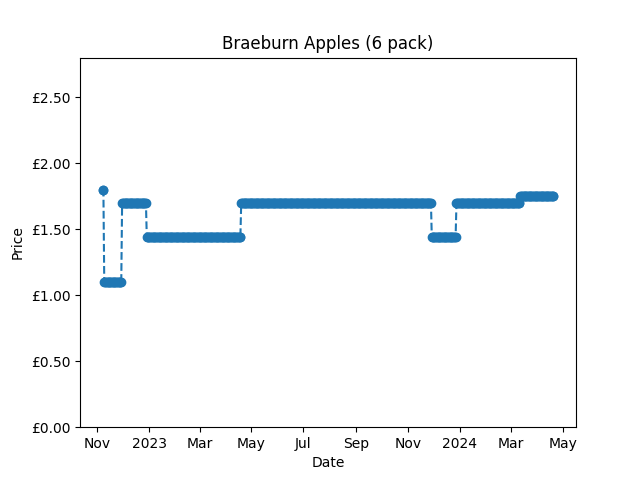 Braeburn Apples (6 pack)
£2.50
£2.00
£1.50
£1.00
£0.50
£0.00
Price
Nov 2023 Mar May Jul Sep Nov 2024 Mar May
Date